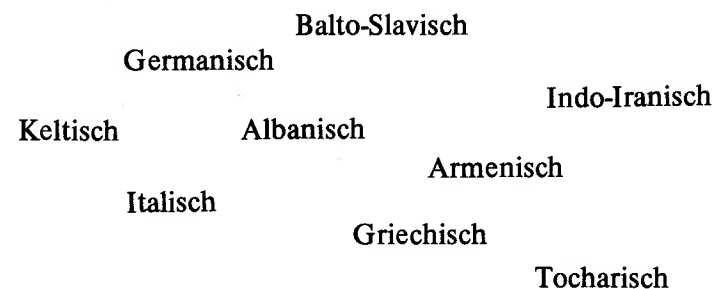 Balto-Slavisch
Germanisch
Indo-Iranisch
Keltisch Albanisch
Armenisch
Italisch
Griechisch
Tocharisch